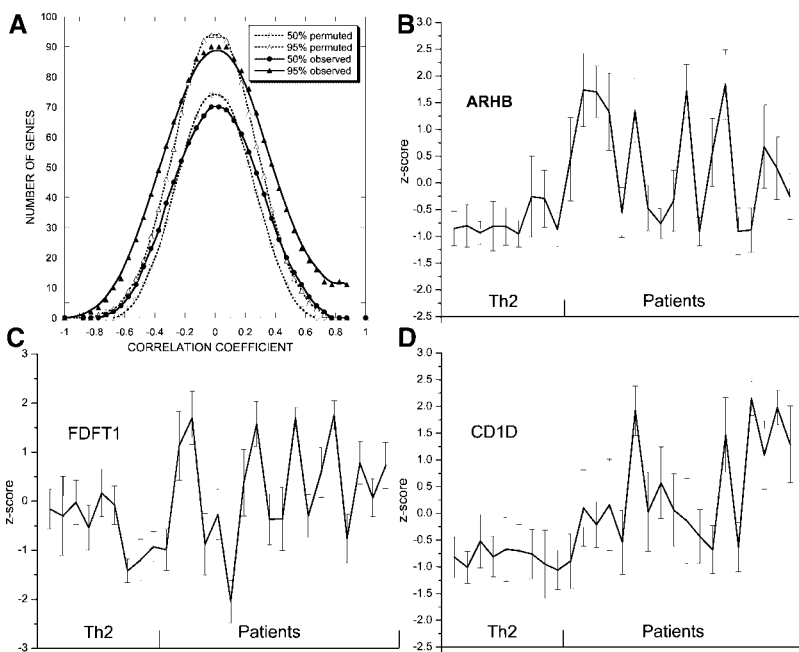 A
100
90
80
70
60
50
40
30
20
10
0
NUMBER OF GENES
50% permuted
95% permuted
50% observed
95% observed
-1 -0.8 -0.6 -0.4 -0.2 0 0.2 0.4 0.6 0.8 1
CORRELATION COEFFICIENT
B
3.0
2.5
2.0
1.5
1.0
0.5
0.0
-0.5
-1.0
-1.5
-2.0
-2.5
z-score
ARHB
Th2 Patients
C
3
2
1
0
-1
-2
-3
z-score
FDFT1
Th2 Patients
D
3.0
2.5
2.0
1.5
1.0
0.5
0.0
-0.5
-1.0
-1.5
-2.0
-2.5
z-score
CD1D
Th2 Patients